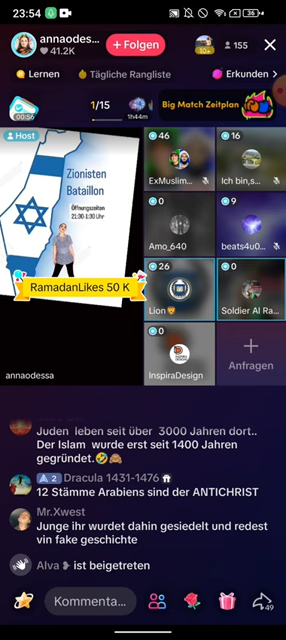 23:54
36
annaodes...
41.2K
+ Folgen
10+
155
Lernen
Tägliche Rangliste
Erkunden >
00:56
1/15
1h44m
Big Match Zeitplan
Host
Zionisten
Bataillon
Öffnungszeiten
21:30-1:30 Uhr
RamadanLikes 50 K
annaodessa
46
ExMuslim...
16
Ich bin,s...
0
Amo_640
9
beats4u0...
26
Lion🦁
0
Soldier Al Ra...
0
InspiraDesign
+
Anfragen
Juden leben seit über 3000 Jahren dort..
Der Islam wurde erst seit 1400 Jahren
gegründet.🤣🙈
2 Dracula 1431-1476
12 Stämme Arabiens sind der ANTICHRIST
Mr.Xwest
Junge ihr wurdet dahin gesiedelt und redest
vin fake geschichte
Alva ❥ ist beigetreten
Kommenta...
49